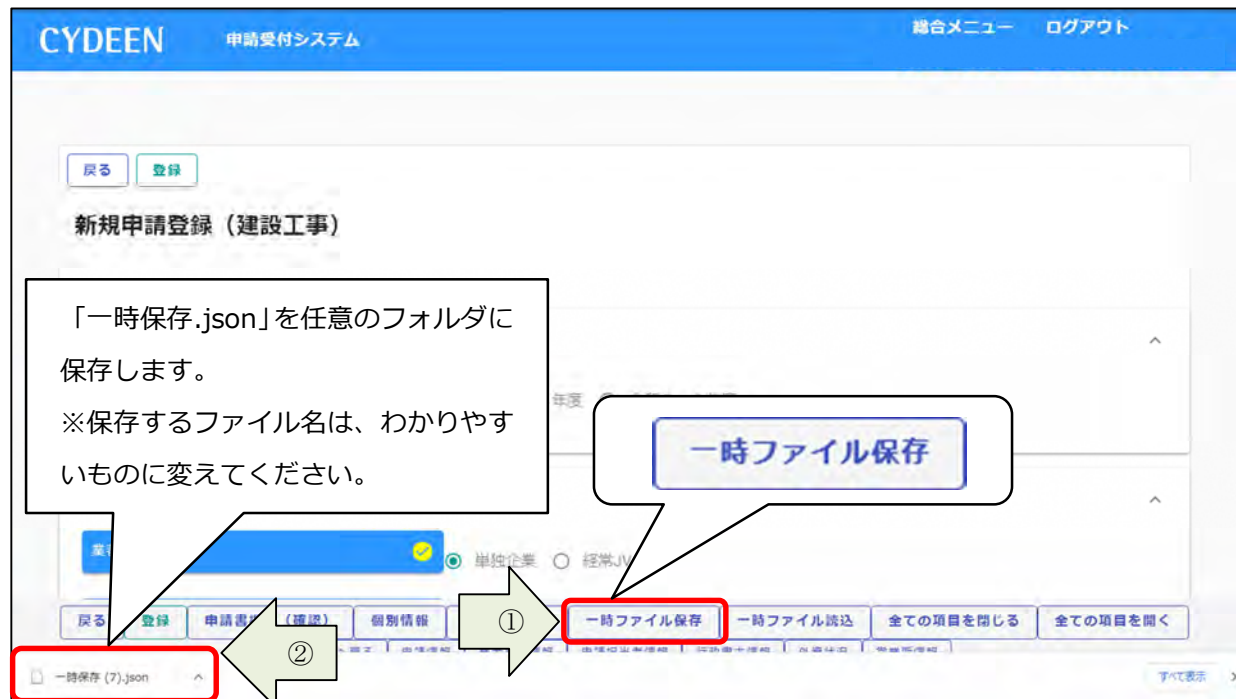 CYDEEN 申請受付システム 総合メニュー ログアウト
戻る 登録
新規申請登録（建設工事）
「一時保存.json」を任意のフォルダに
保存します。
※保存するファイル名は、わかりやす
いものに変えてください。
年度
一時ファイル保存
単独企業 経常JV
①
②
戻る 登録 申請書 （確認） 個別情報 一時ファイル保存 一時ファイル読込 全ての項目を閉じる 全ての項目を開く
一時保存 (7).json すべて表示